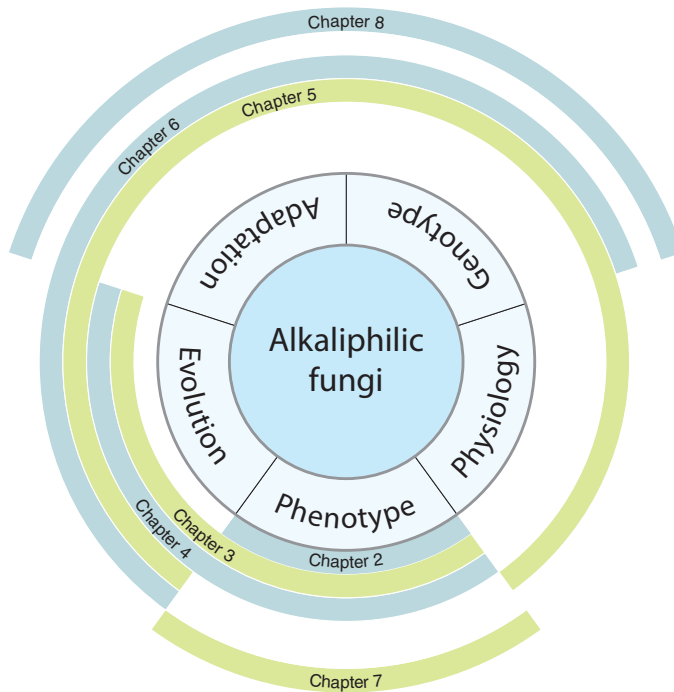 Chapter 8
Chapter 5
Chapter 6
Adaptation
Genotype
Alkaliphilic
fungi
Evolution
Physiology
Phenotype
Chapter 3
Chapter 4
Chapter 2
Chapter 7